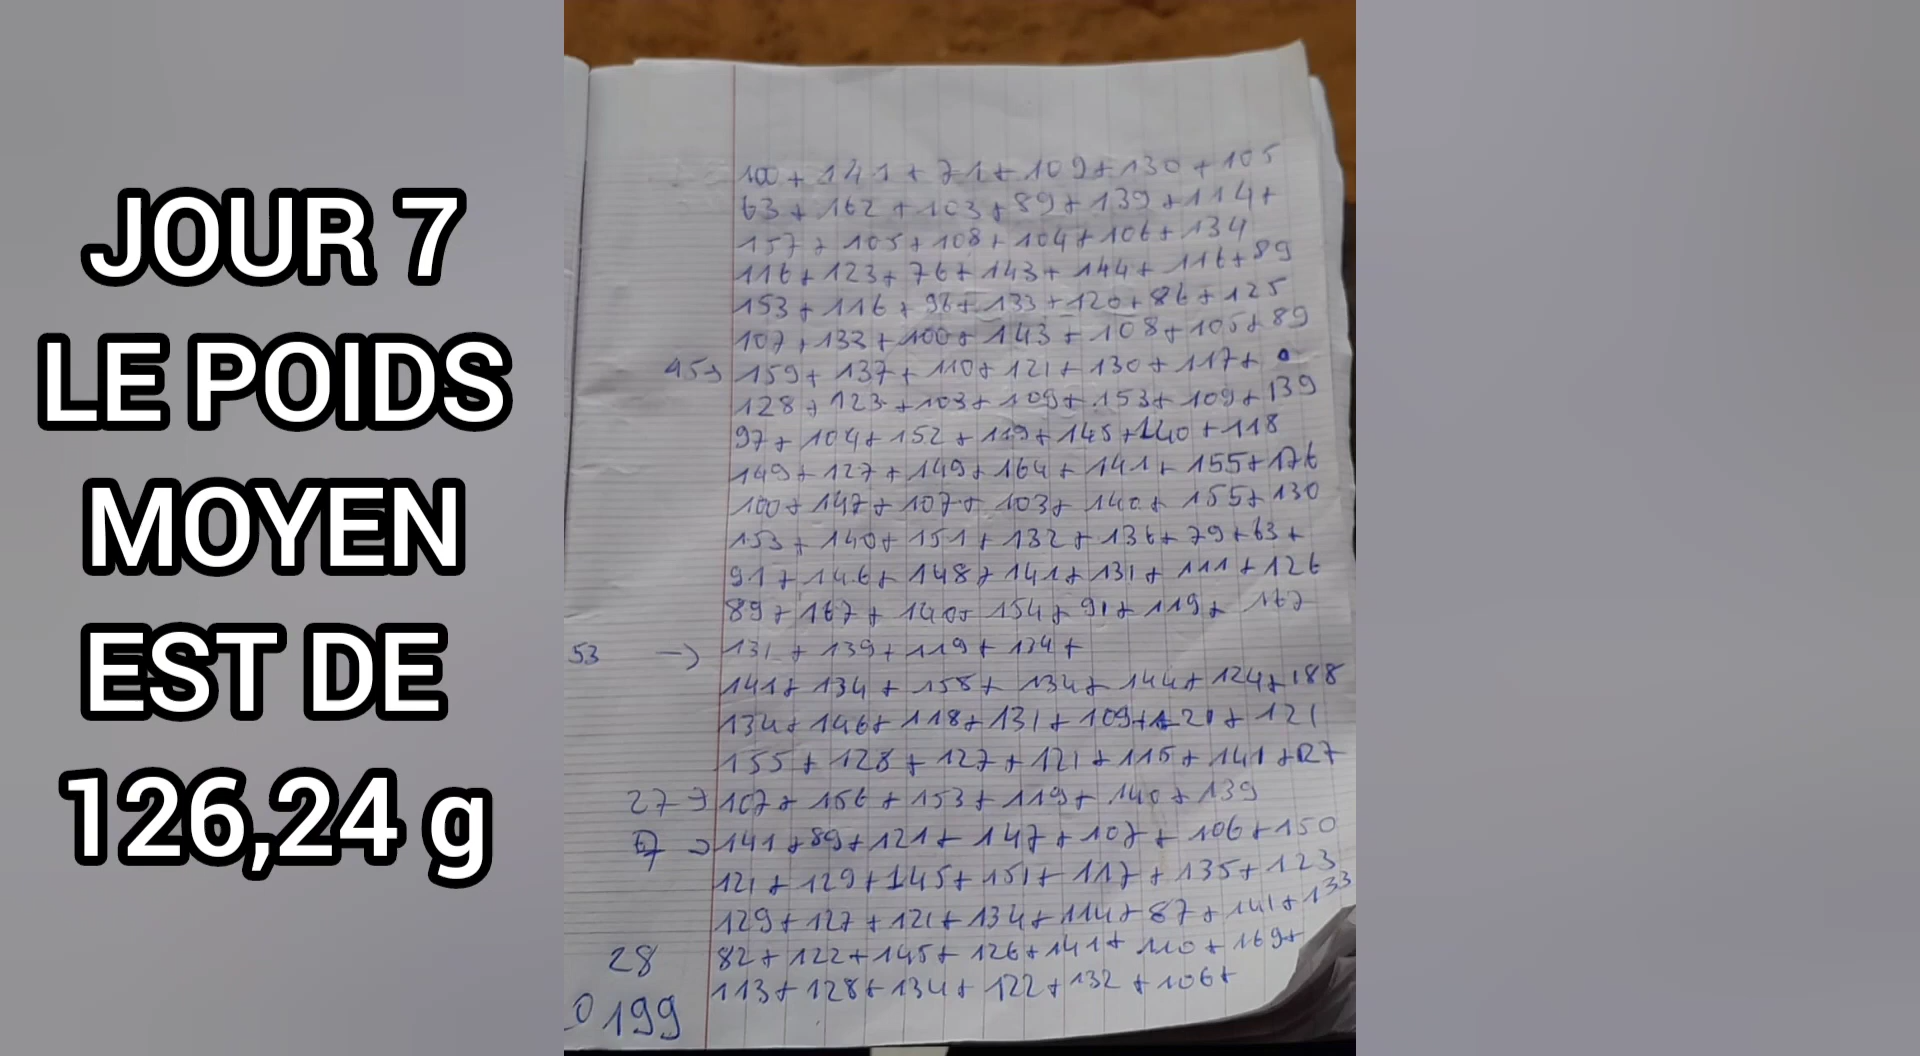 JOUR 7
LE POIDS
MOYEN
EST DE
126,24 g
100 + 141 + 71 + 109 + 130 + 105
63 + 162 + 103 + 89 + 139 + 114 +
157 + 105 + 108 + 104 + 106 + 134
116 + 123 + 76 + 143 + 144 + 116 + 89
153 + 116 + 96 + 133 + 120 + 86 + 125
107 + 133 + 100 + 143 + 108 + 105 + 89
159 + 137 + 110 + 121 + 130 + 117 +
128 + 123 + 103 + 109 + 153 + 109 + 139
97 + 104 + 152 + 119 + 145 + 140 + 118
149 + 127 + 149 + 164 + 141 + 155 + 176
100 + 147 + 107 + 103 + 140 + 155 + 130
153 + 140 + 151 + 132 + 136 + 79 + 63 +
91 + 146 + 148 + 141 + 131 + 111 + 126
89 + 167 + 140 + 154 + 91 + 119 + 167
53 → 131 + 139 + 119 + 134 +
141 + 134 + 158 + 134 + 144 + 124 + 188
134 + 146 + 118 + 131 + 109 + 121
155 + 128 + 127 + 121 + 115 + 141 +
27 → 107 + 156 + 153 + 119 + 140 + 139
→ 141 + 89 + 121 + 147 + 107 + 106 + 150
121 + 129 + 145 + 151 + 117 + 135 + 123
129 + 127 + 121 + 134 + 114 + 87 + 141 + 133
28 82 + 122 + 145 + 126 + 141 + 110 + 169 +
113 + 128 + 134 + 122 + 132 + 106 +
199